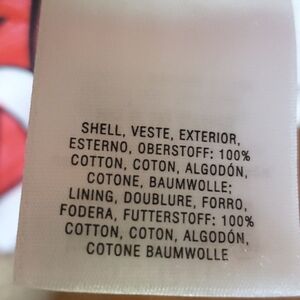 SHELL, VESTE, EXTERIOR,
ESTERNO, OBERSTOFF: 100%
COTTON, COTON, ALGODÓN,
COTONE, BAUMWOLLE;
LINING, DOUBLURE, FORRO,
FODERA, FUTTERSTOFF: 100%
COTTON, COTON, ALGODÓN,
COTONE BAUMWOLLE